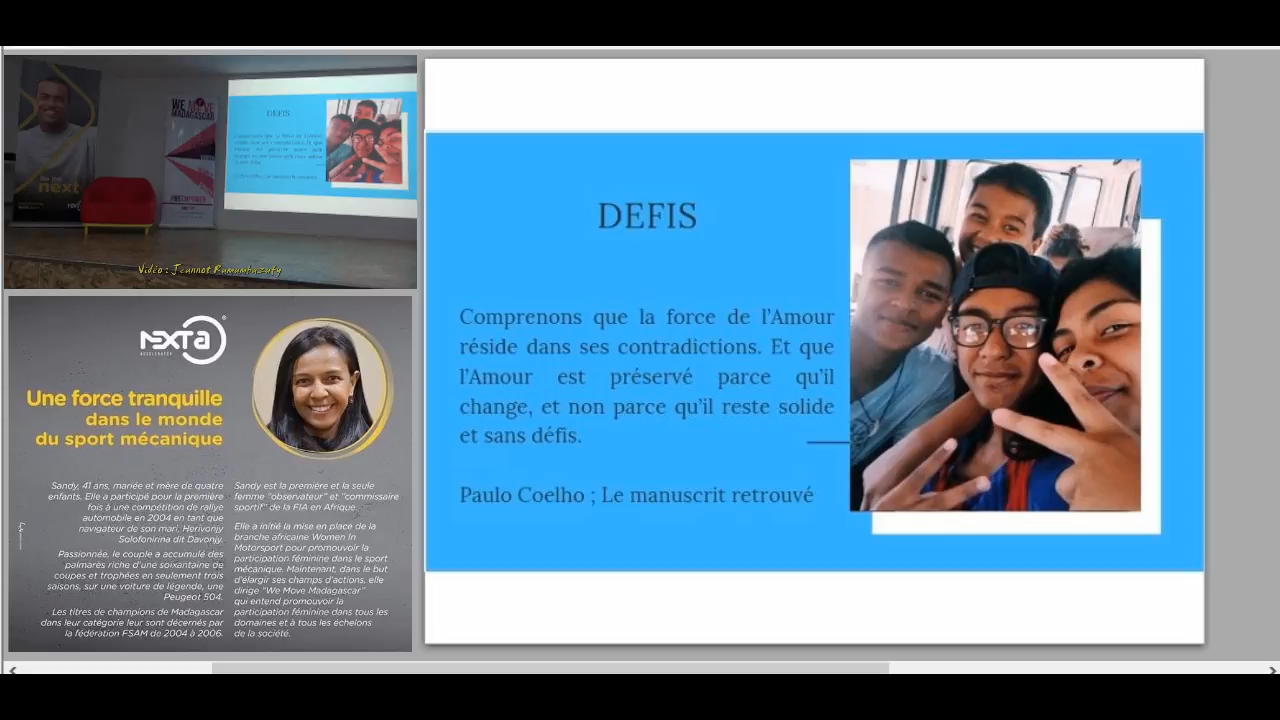 WE MOVE
MADAGASCAR
next
DEFIS
Vidéo : Jeannot Ramambazafy
NEXTA
ACCELERATOR
Une force tranquille
dans le monde
du sport mécanique
Sandy, 41 ans, mariée et mère de quatre
enfants. Elle a participé pour la première
fois à une compétition de rallye
automobile en 2004 en tant que
navigateur de son mari, Herivonjy
Solofonirina dit Davonjy.
Passionnée, le couple a accumulé des
palmarès riche d'une soixantaine de
coupes et trophées en seulement trois
saisons, sur une voiture de légende, une
Peugeot 504.
Les titres de champions de Madagascar
dans leur catégorie leur sont décernés par
la fédération FSAM de 2004 à 2006.
Sandy est la première et la seule
femme "observateur" et "commissaire
sportif" de la FIA en Afrique.
Elle a initié la mise en place de la
branche africaine Women In
Motorsport pour promouvoir la
participation féminine dans le sport
mécanique. Maintenant, dans le but
d'élargir ses champs d'actions, elle
dirige "We Move Madagascar"
qui entend promouvoir la
participation féminine dans tous les
domaines et à tous les échelons
de la société.
DEFIS
Comprenons que la force de l'Amour
réside dans ses contradictions. Et que
l'Amour est préservé parce qu'il
change, et non parce qu'il reste solide
et sans défis.
Paulo Coelho ; Le manuscrit retrouvé